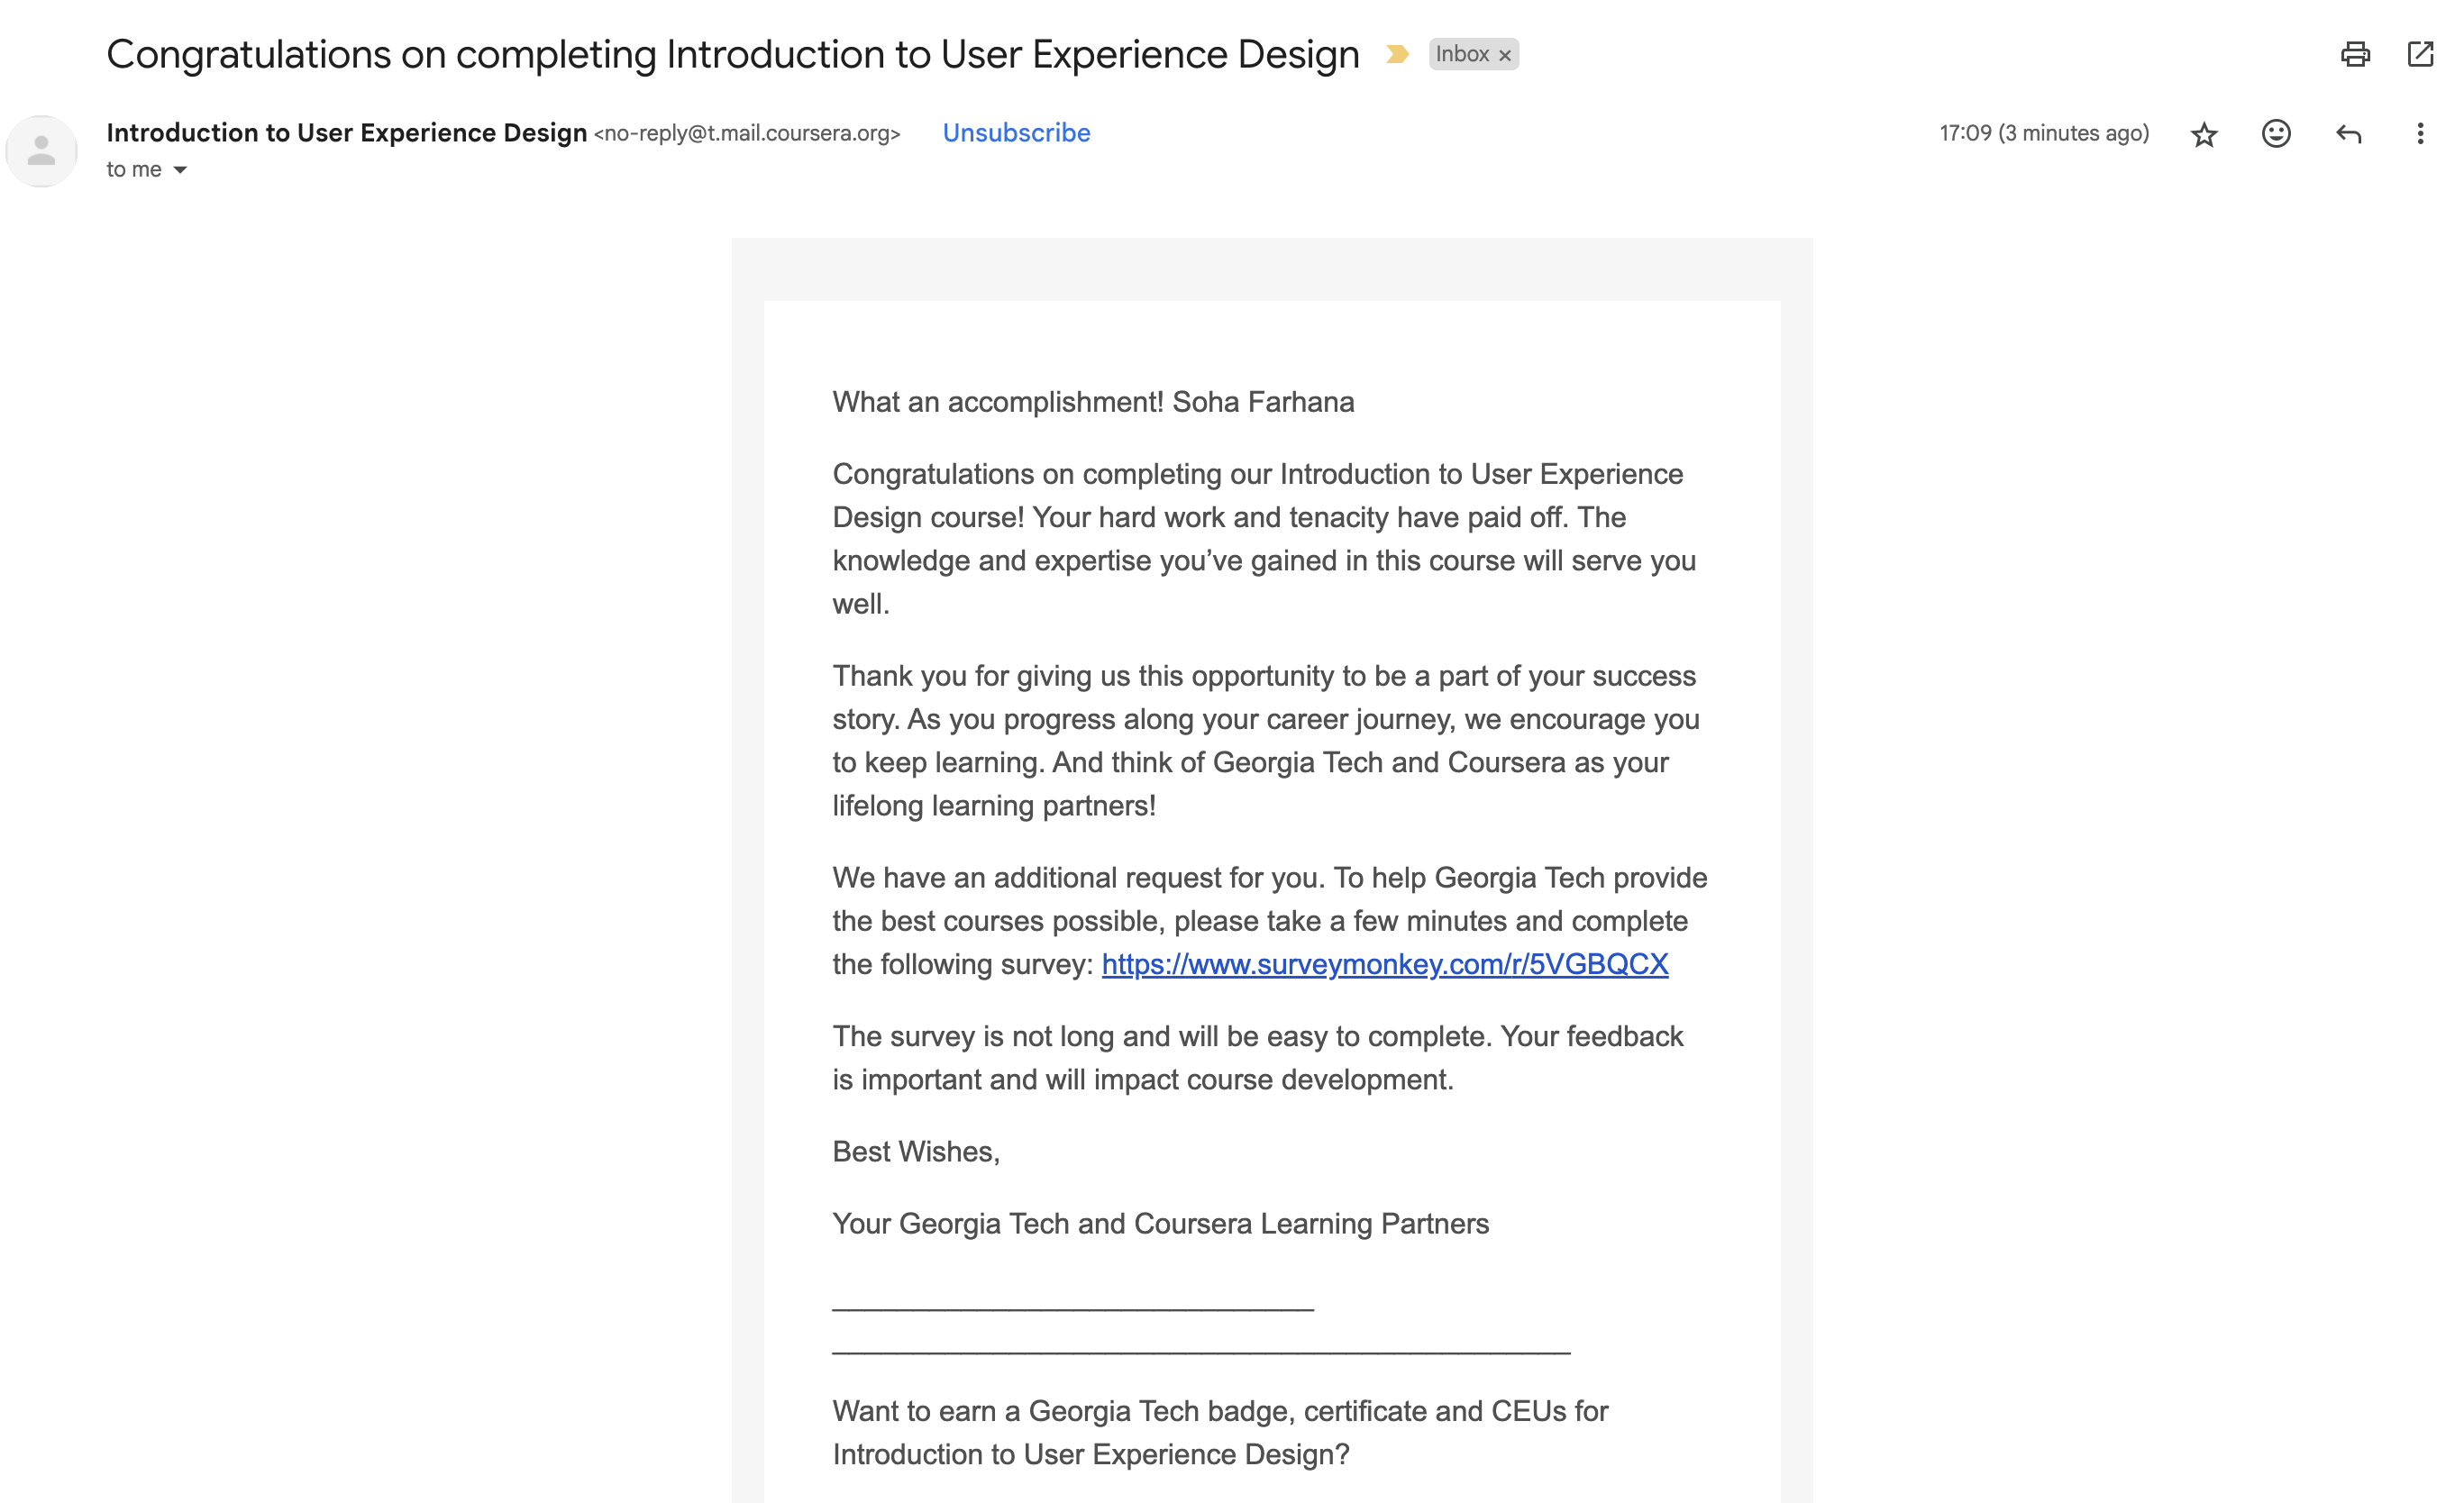 Congratulations on completing Introduction to User Experience Design
Inbox ×
Introduction to User Experience Design <no-reply@t.mail.coursera.org> Unsubscribe
17:09 (3 minutes ago)
to me
What an accomplishment! Soha Farhana
Congratulations on completing our Introduction to User Experience
Design course! Your hard work and tenacity have paid off. The
knowledge and expertise you’ve gained in this course will serve you
well.
Thank you for giving us this opportunity to be a part of your success
story. As you progress along your career journey, we encourage you
to keep learning. And think of Georgia Tech and Coursera as your
lifelong learning partners!
We have an additional request for you. To help Georgia Tech provide
the best courses possible, please take a few minutes and complete
the following survey: https://www.surveymonkey.com/r/5VGBQCX
The survey is not long and will be easy to complete. Your feedback
is important and will impact course development.
Best Wishes,
Your Georgia Tech and Coursera Learning Partners
______________________________
______________________________________________
Want to earn a Georgia Tech badge, certificate and CEUs for
Introduction to User Experience Design?